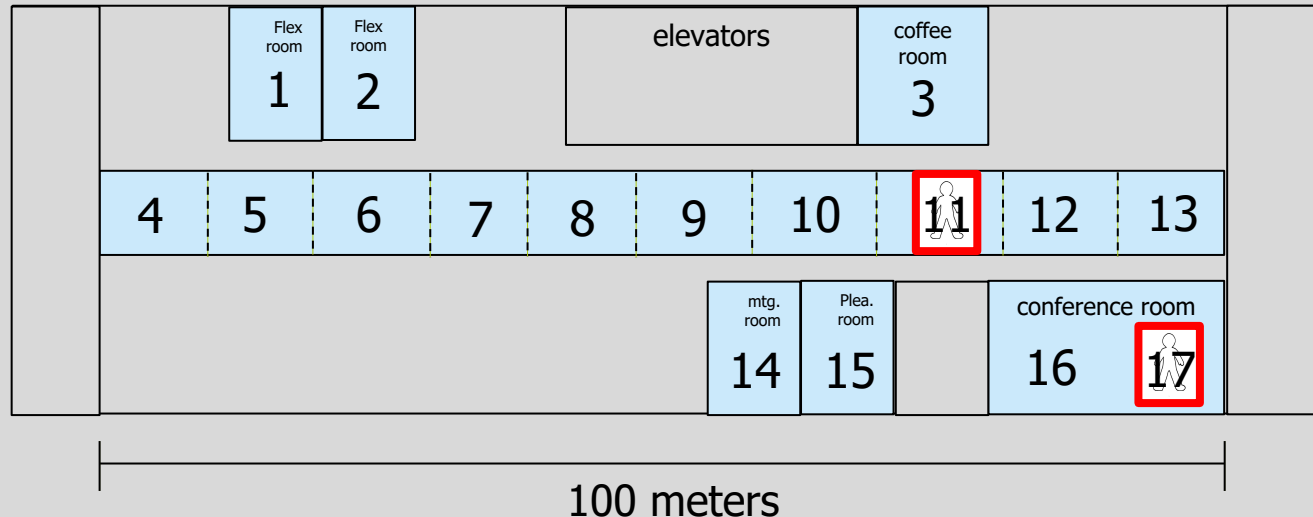 Flex
room
1
Flex
room
2
elevators
coffee
room
3
4 5 6 7 8 9 10 11 12 13
mtg.
room
14
Plea.
room
15
conference room
16 17
100 meters